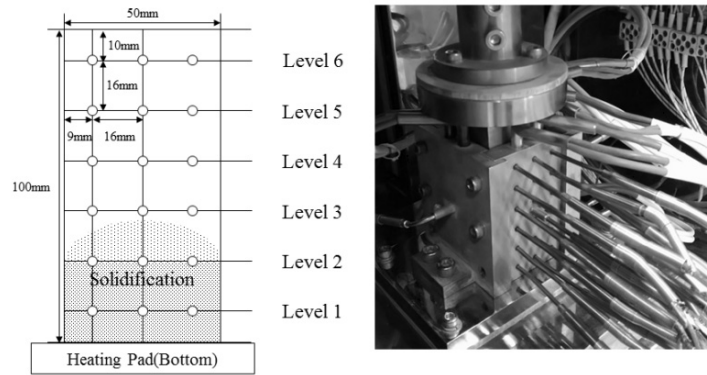 50mm
10mm
Level 6
16mm
Level 5
9mm
16mm
Level 4
100mm
Level 3
Level 2
Solidification
Level 1
Heating Pad(Bottom)